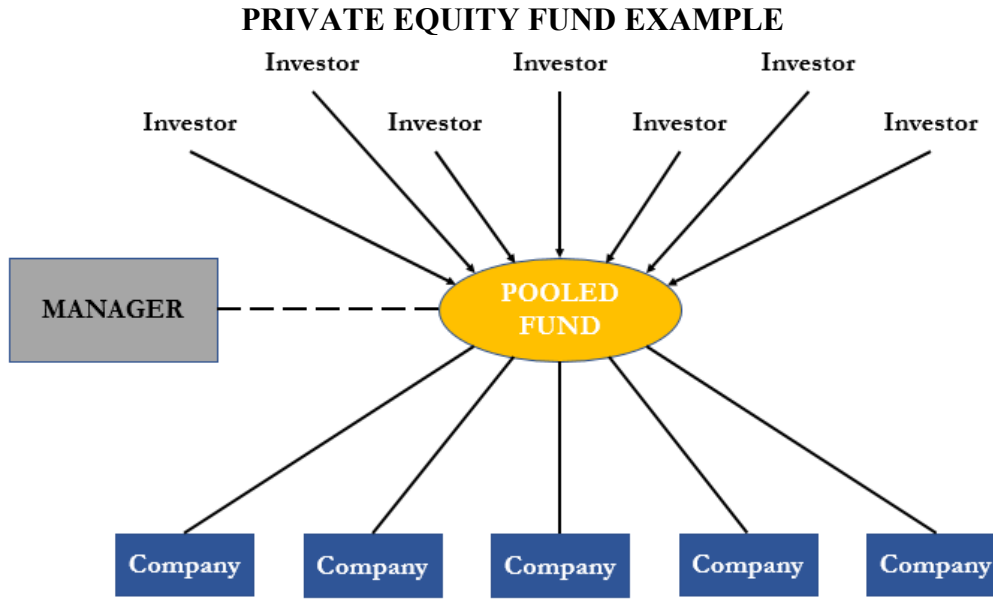 PRIVATE EQUITY FUND EXAMPLE
Investor Investor Investor
Investor Investor Investor Investor
MANAGER
POOLED
FUND
Company Company Company Company Company